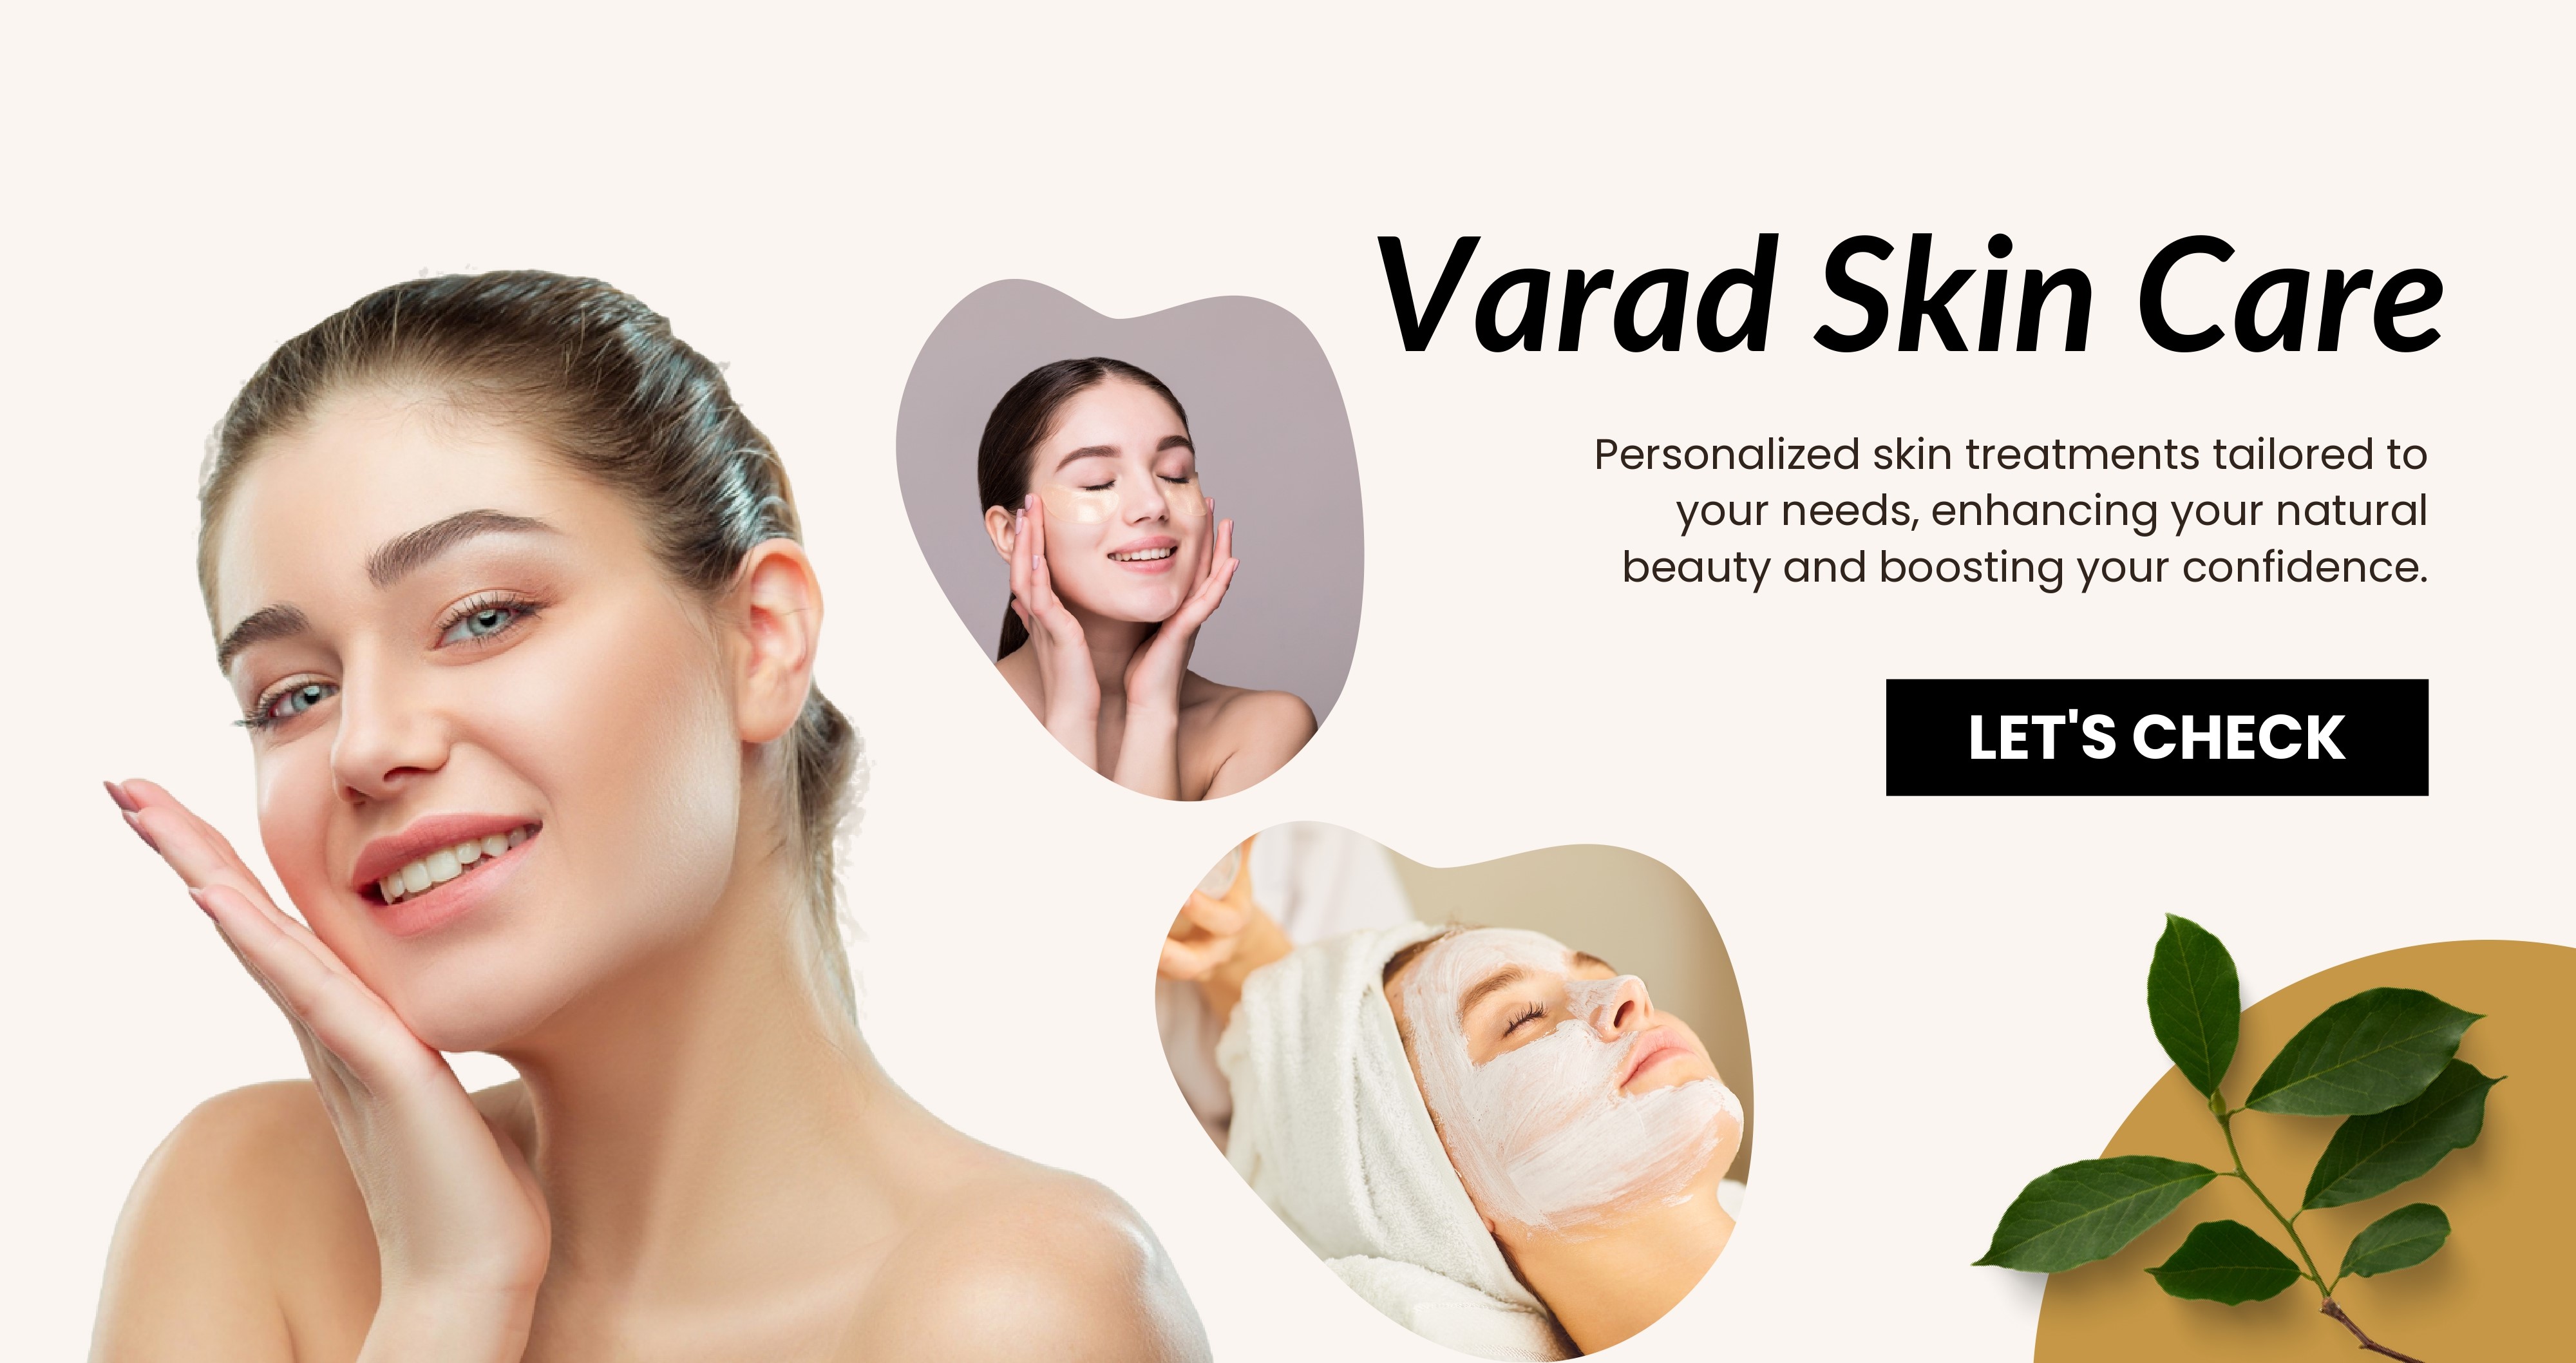 Varad Skin Care
Personalized skin treatments tailored to
your needs, enhancing your natural
beauty and boosting your confidence.
LET'S CHECK